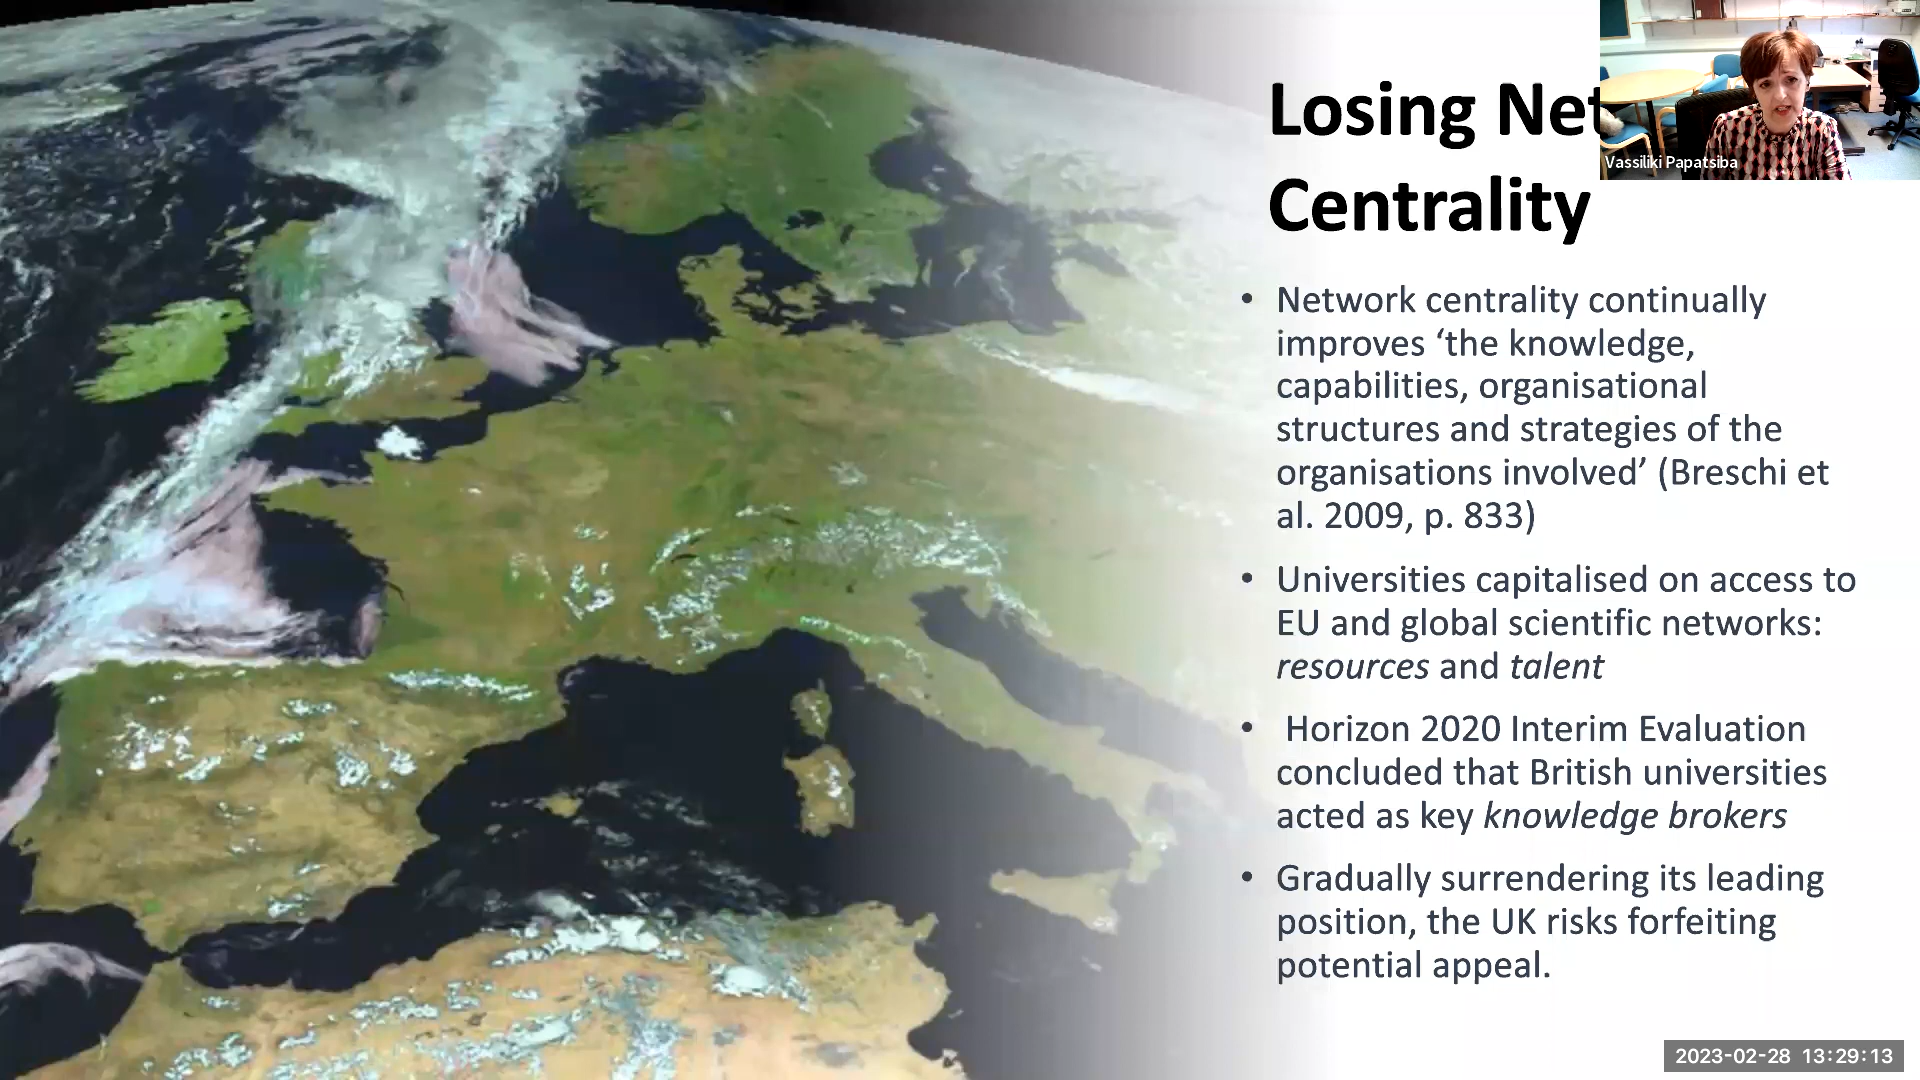 Losing Net
Centrality
Vassiliki Papatsiba
• Network centrality continually
improves ‘the knowledge,
capabilities, organisational
structures and strategies of the
organisations involved’ (Breschi et
al. 2009, p. 833)
• Universities capitalised on access to
EU and global scientific networks:
resources and talent
• Horizon 2020 Interim Evaluation
concluded that British universities
acted as key knowledge brokers
• Gradually surrendering its leading
position, the UK risks forfeiting
potential appeal.
2023-02-28 13:29:13